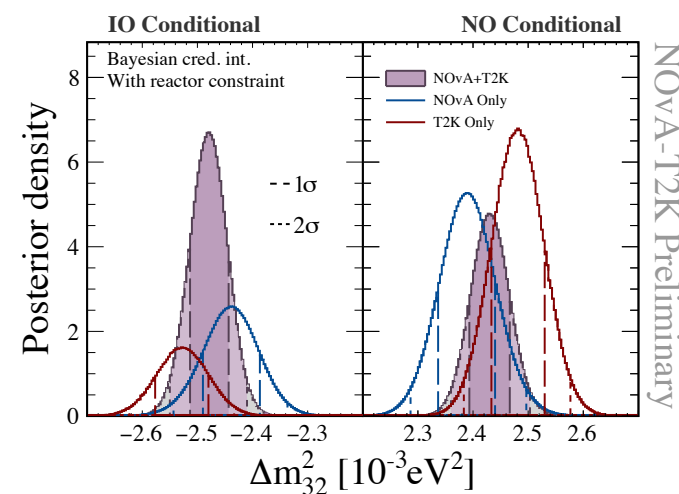 IO Conditional
NO Conditional
Bayesian cred. int.
With reactor constraint
1σ
2σ
NOvA+T2K
NOvA Only
T2K Only
Posterior density
8
6
4
2
0
−2.6
−2.5
−2.4
−2.3
2.3
2.4
2.5
2.6
Δm²₃₂ [10⁻³eV²]
NOvA-T2K Preliminary